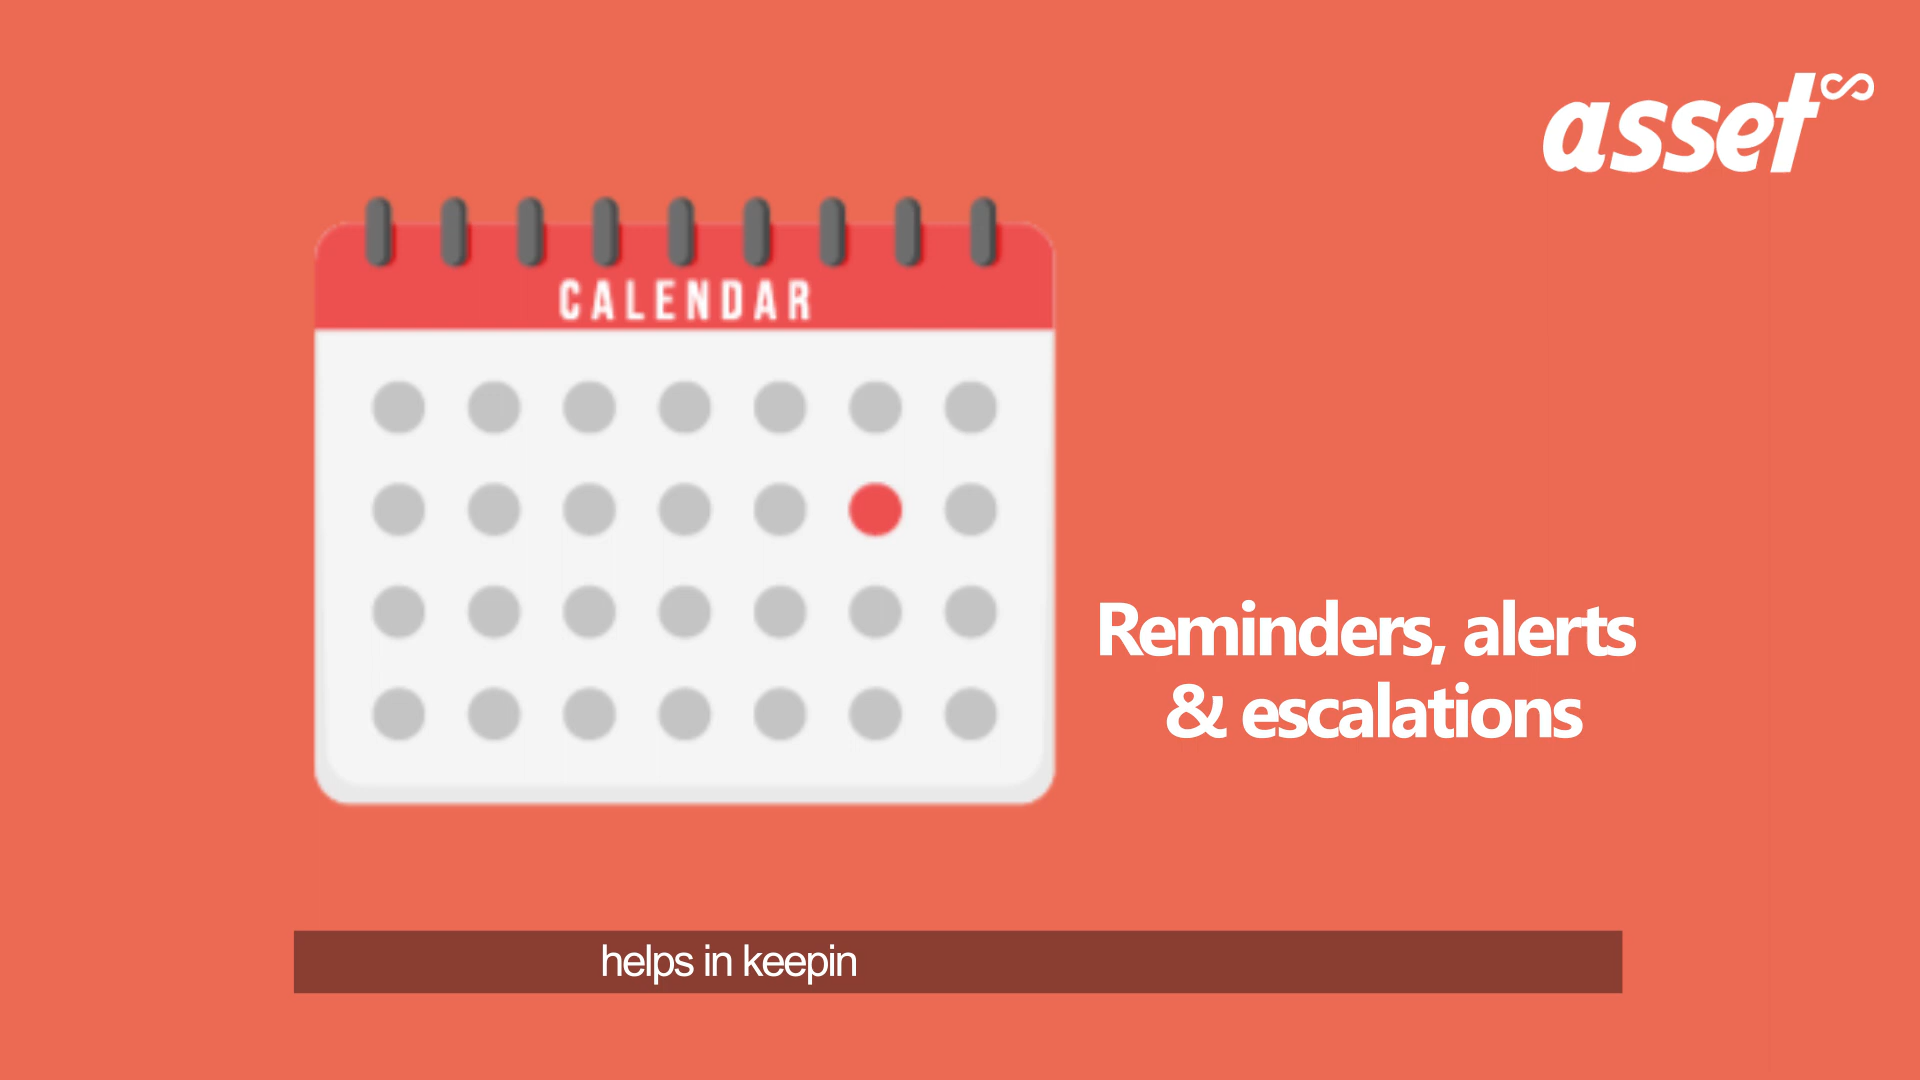 asset∞
CALENDAR
Reminders, alerts
& escalations
helps in keepin